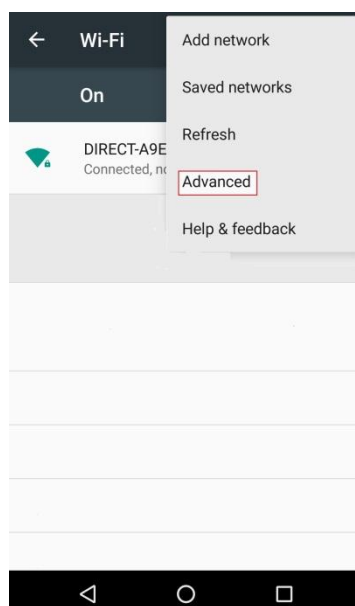 Wi-Fi
Add network
On
Saved networks
Refresh
DIRECT-A9E
Connected, no
Advanced
Help & feedback